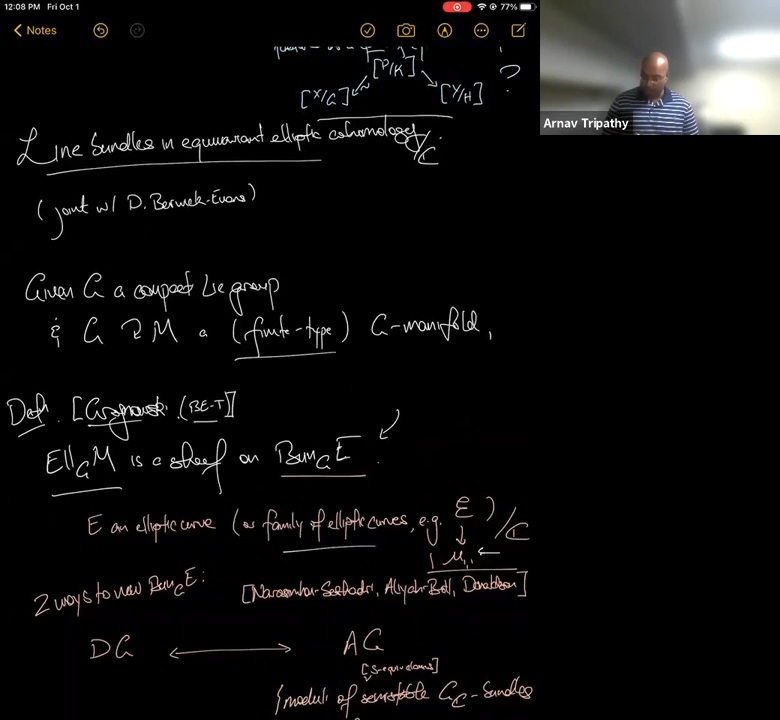 12:08 PM Fri Oct 1
77%
Notes
[P/K]
[X/G] [Y/H] ?
Line bundles in equivariant elliptic cohomology/C
(joint w/ D. Berwick-Evans)
Given G a compact Lie group
& G ⊃ M a (finite-type) G-manifold,
Def. [Grojnowski, (BE-T)]
Ell_G M is a sheaf on Bun_G E.
E an elliptic curve (or family of elliptic curves, e.g. ℰ ↓ M_{1,1})/C
2 ways to view Bun_G E:
[Narasimhan-Seshadri, Atiyah-Bott, Donaldson]
DG ⟷ AG
[S-equivalence]
{moduli of semistable G_C-bundles
Arnav Tripathy